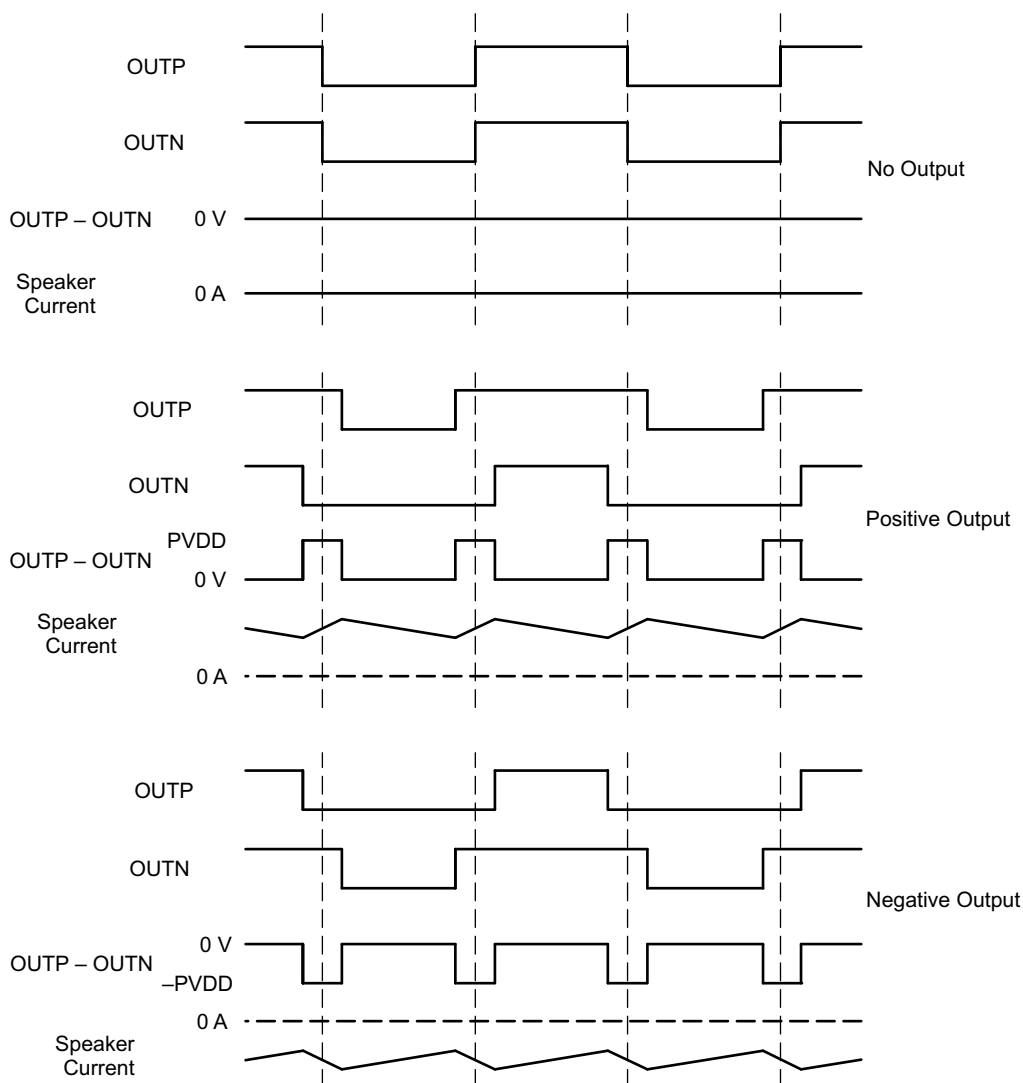 OUTP
OUTN
No Output
OUTP – OUTN 0 V
Speaker
Current
0 A
OUTP
OUTN
Positive Output
PVDD
OUTP – OUTN
0 V
Speaker
Current
0 A
OUTP
OUTN
Negative Output
0 V
OUTP – OUTN
–PVDD
0 A
Speaker
Current